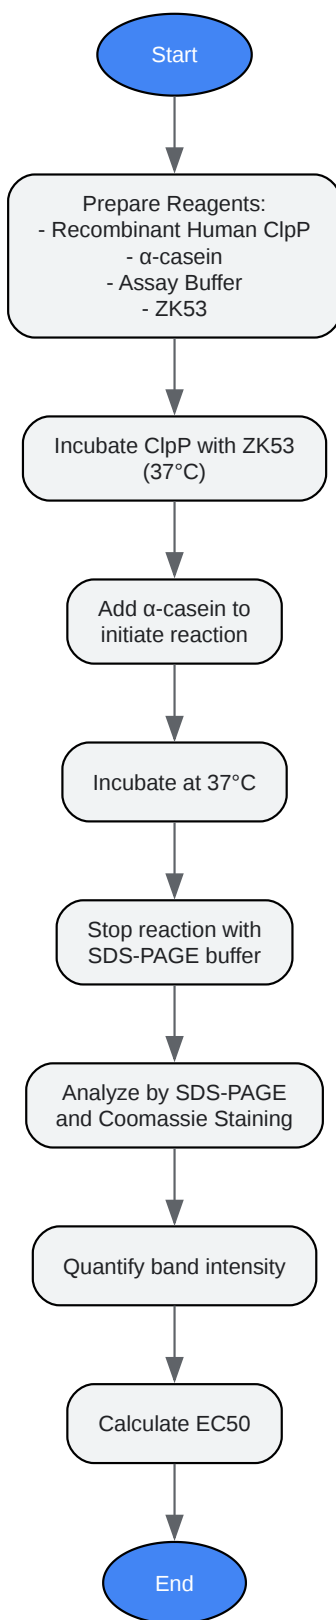 Start
Prepare Reagents:
- Recombinant Human ClpP
- α-casein
- Assay Buffer
- ZK53
Incubate ClpP with ZK53
(37°C)
Add α-casein to
initiate reaction
Incubate at 37°C
Stop reaction with
SDS-PAGE buffer
Analyze by SDS-PAGE
and Coomassie Staining
Quantify band intensity
Calculate EC50
End